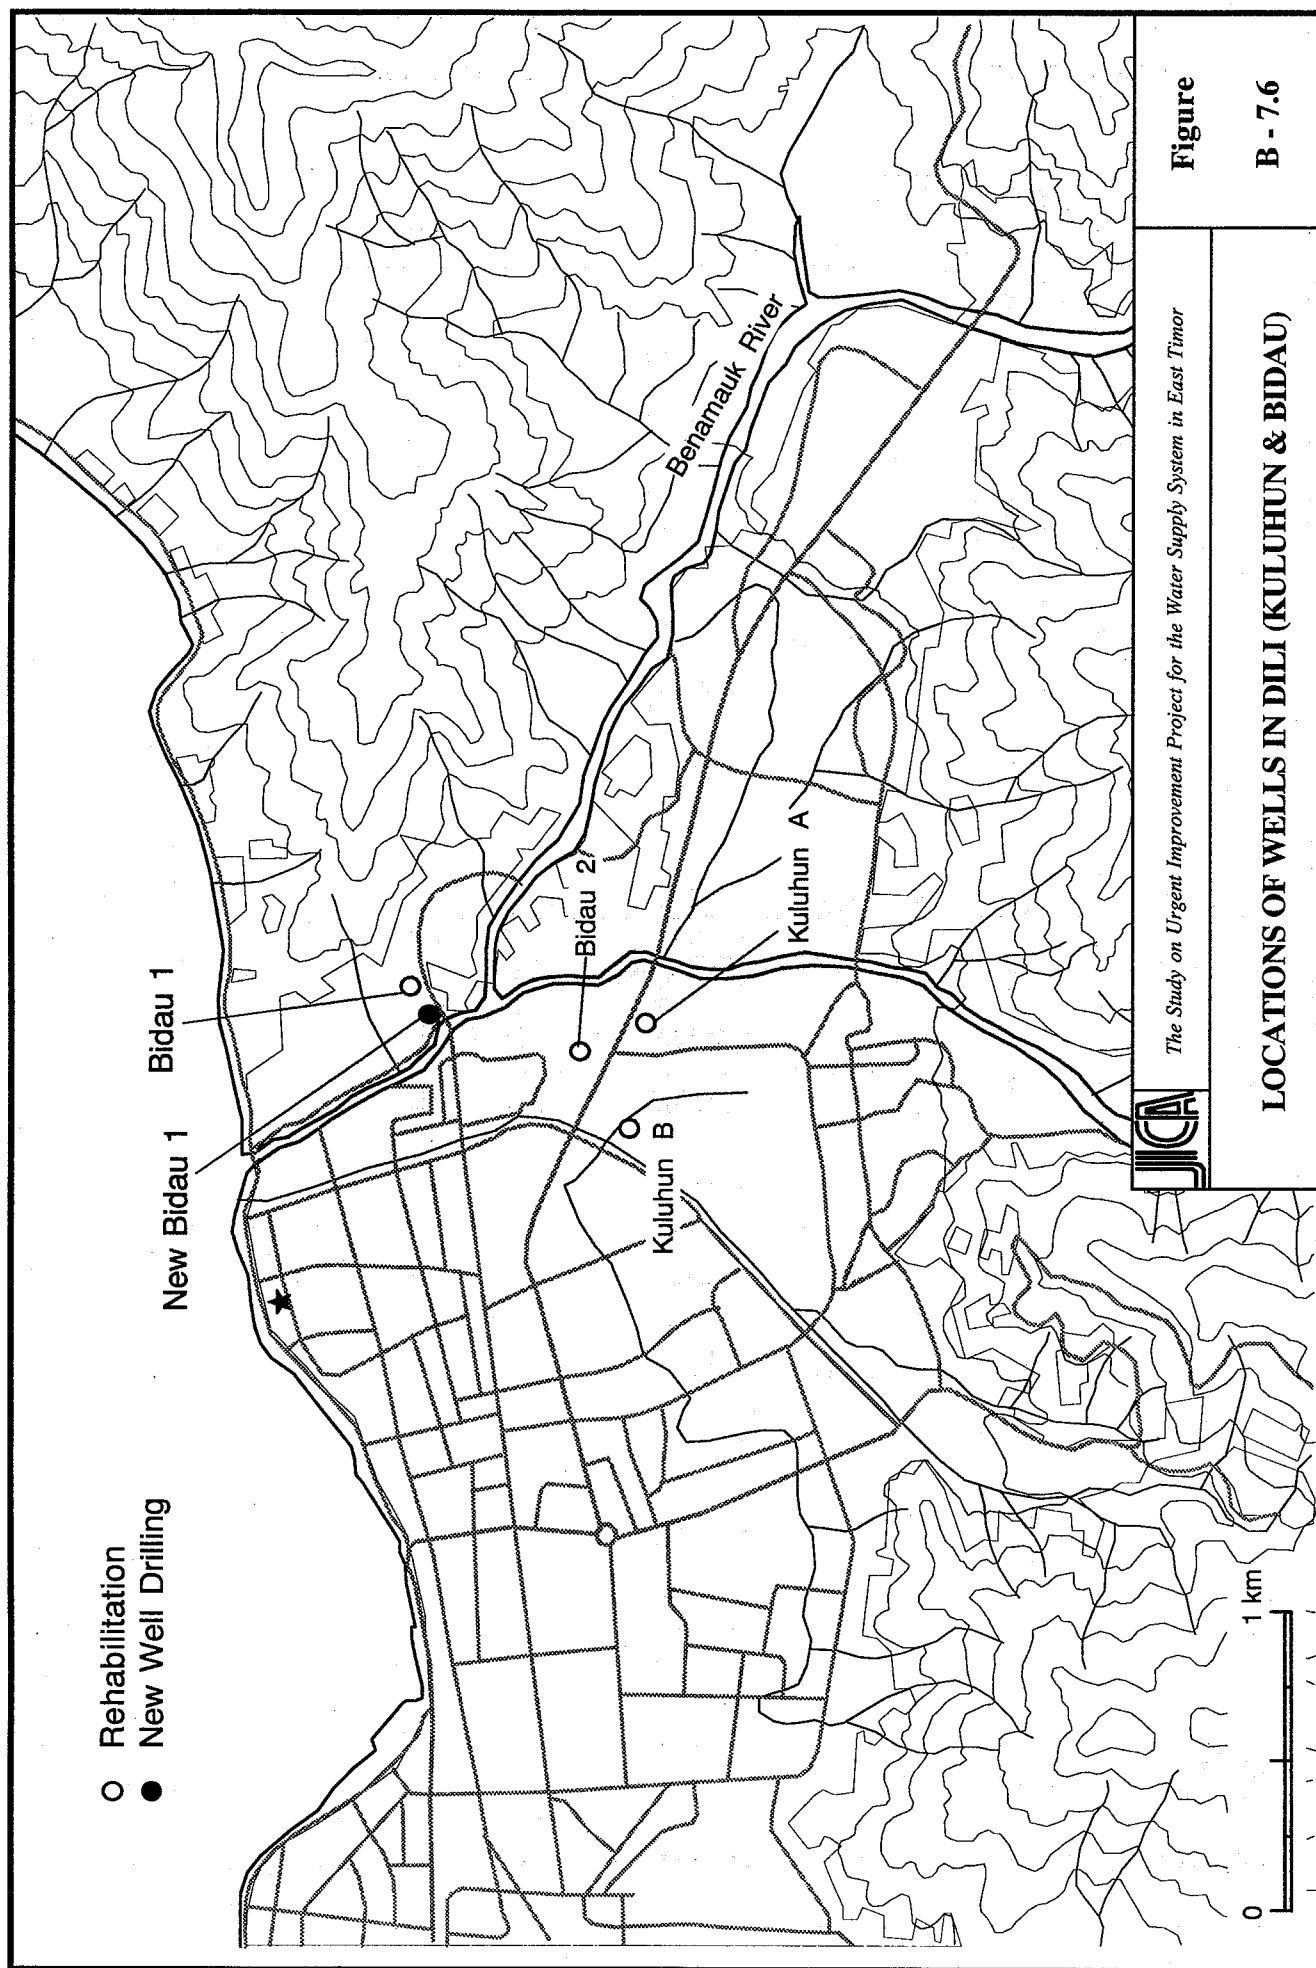 ○ Rehabilitation
● New Well Drilling
New Bidau 1
Bidau 1
Bidau 2
Kuluhun A
Kuluhun B
Benamauk River
0
1 km
JICA
The Study on Urgent Improvement Project for the Water Supply System in East Timor
LOCATIONS OF WELLS IN DILI (KULUHUN & BIDAU)
Figure
B - 7.6